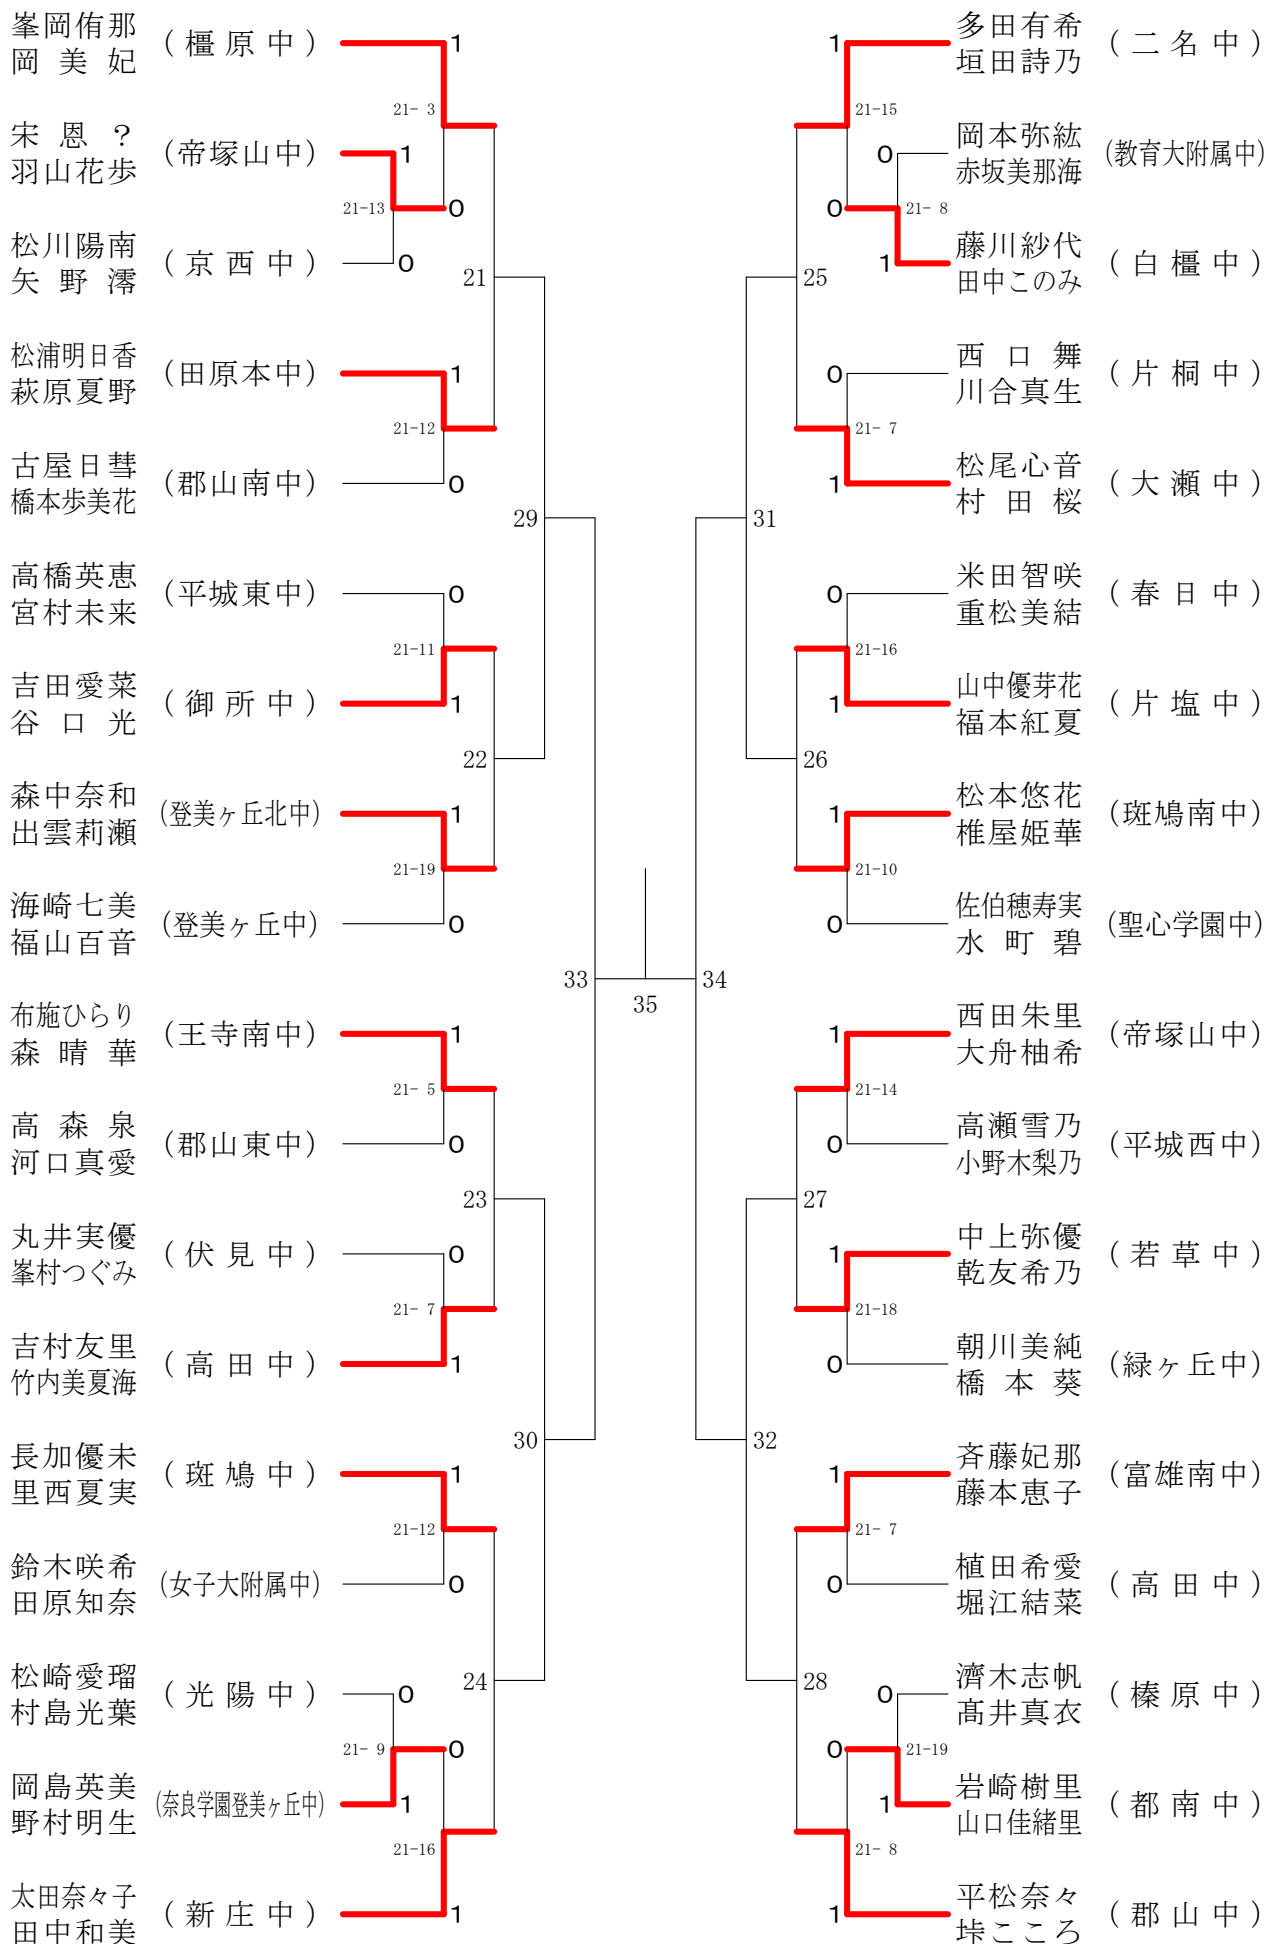 峯岡侑那
岡美妃
(橿原中)
1
21- 3
宋恩?
羽山花歩
(帝塚山中)
1
21-13
0
松川陽南
矢野澪
(京西中)
0
21
松浦明日香
萩原夏野
(田原本中)
1
21-12
古屋日彗
橋本歩美花
(郡山南中)
0
29
高橋英恵
宮村未来
(平城東中)
0
21-11
吉田愛菜
谷口光
(御所中)
1
22
森中奈和
出雲莉瀬
(登美ヶ丘北中)
1
21-19
海崎七美
福山百音
(登美ヶ丘中)
0
33
布施ひらり
森晴華
(王寺南中)
1
21- 5
高森泉
河口真愛
(郡山東中)
0
23
丸井実優
峯村つぐみ
(伏見中)
0
21- 7
吉村友里
竹内美夏海
(高田中)
1
30
長加優未
里西夏実
(斑鳩中)
1
21-12
鈴木咲希
田原知奈
(女子大附属中)
0
24
松崎愛瑠
村島光葉
(光陽中)
0
21- 9
0
岡島英美
野村明生
(奈良学園登美ヶ丘中)
1
21-16
太田奈々子
田中和美
(新庄中)
1
35
多田有希
垣田詩乃
(二名中)
1
21-15
岡本弥紘
赤坂美那海
(教育大附属中)
0
0
21- 8
藤川紗代
田中このみ
(白橿中)
1
25
西口舞
川合真生
(片桐中)
0
21- 7
松尾心音
村田桜
(大瀬中)
1
31
米田智咲
重松美結
(春日中)
0
21-16
山中優芽花
福本紅夏
(片塩中)
1
26
松本悠花
椎屋姫華
(斑鳩南中)
1
21-10
佐伯穂寿実
水町碧
(聖心学園中)
0
34
西田朱里
大舟柚希
(帝塚山中)
1
21-14
高瀬雪乃
小野木梨乃
(平城西中)
0
27
中上弥優
乾友希乃
(若草中)
1
21-18
朝川美純
橋本葵
(緑ヶ丘中)
0
32
斉藤妃那
藤本恵子
(富雄南中)
1
21- 7
植田希愛
堀江結菜
(高田中)
0
28
濟木志帆
髙井真衣
(榛原中)
0
0
21-19
岩崎樹里
山口佳緒里
(都南中)
1
21- 8
平松奈々
垰こころ
(郡山中)
1